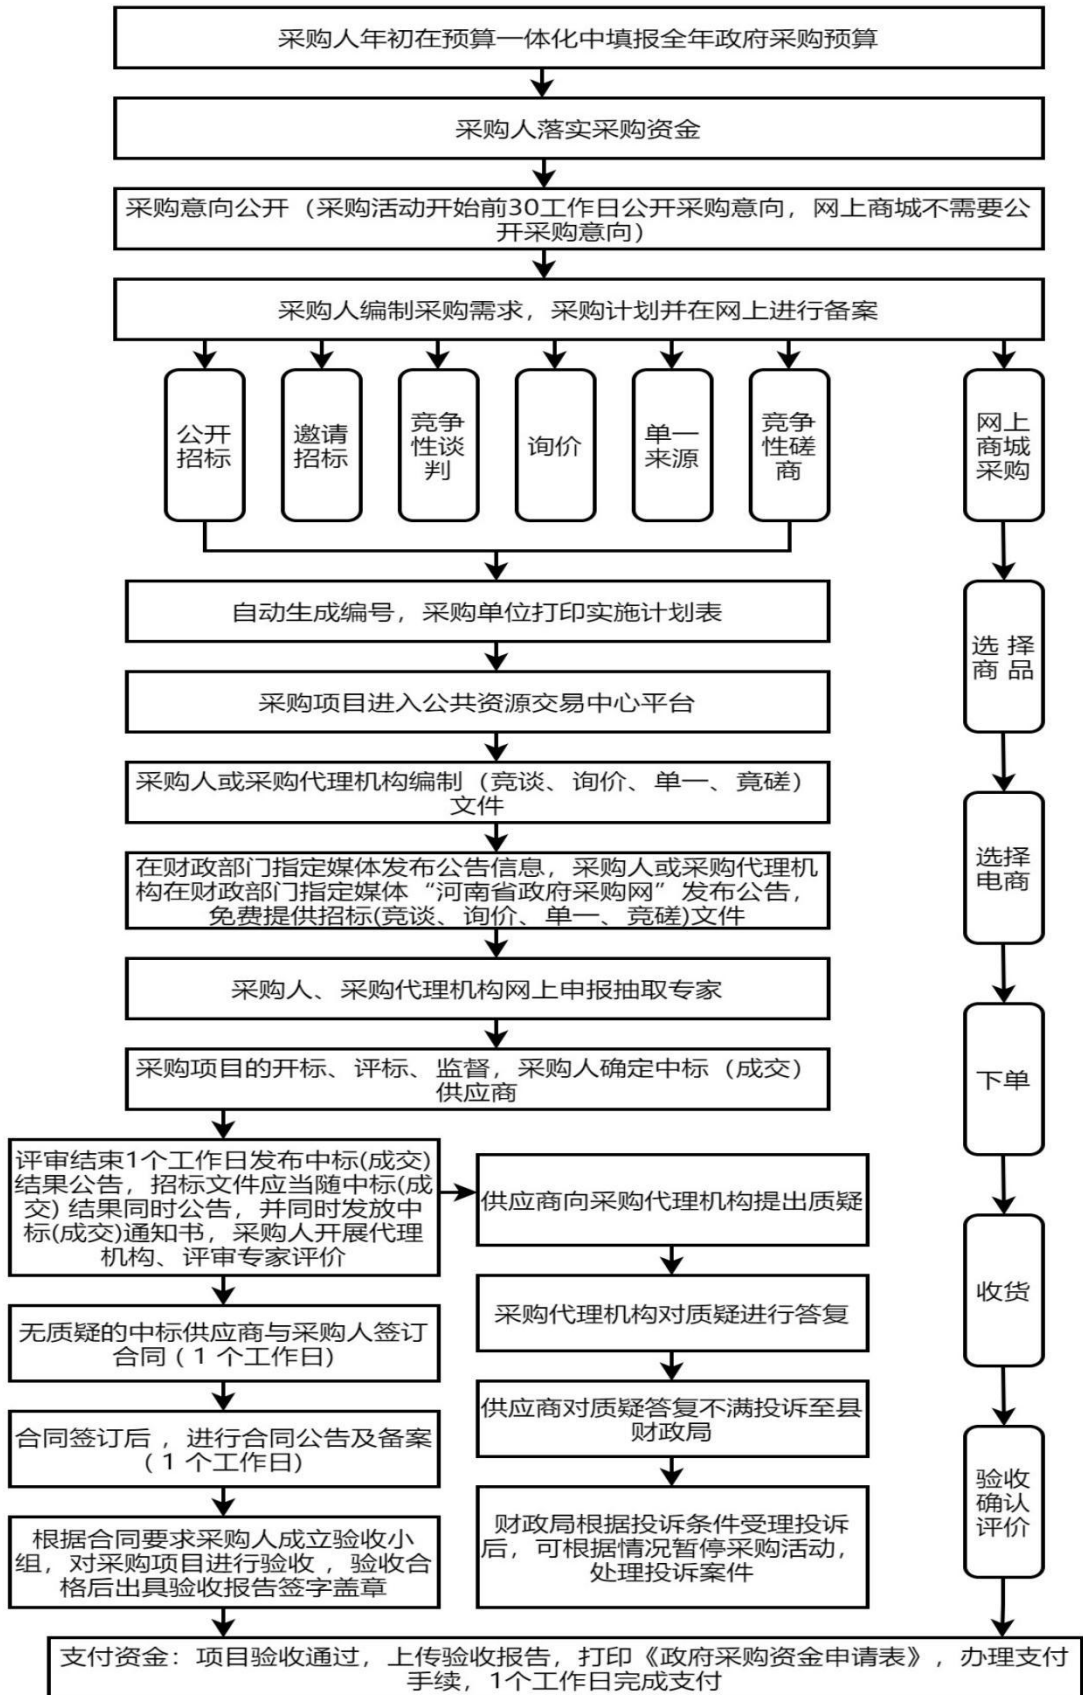 采购人年初在预算一体化中填报全年政府采购预算
采购人落实采购资金
采购意向公开（采购活动开始前30工作日公开采购意向，网上商城不需要公
开采购意向）
采购人编制采购需求，采购计划并在网上进行备案
公开
招标
邀请
招标
竞争
性谈
判
询价
单一
来源
竞争
性磋
商
网上
商城
采购
自动生成编号，采购单位打印实施计划表
采购项目进入公共资源交易中心平台
采购人或采购代理机构编制（竞谈、询价、单一、竟磋）
文件
在财政部门指定媒体发布公告信息，采购人或采购代理机
构在财政部门指定媒体“河南省政府采购网”发布公告，
免费提供招标(竞谈、询价、单一、竞磋)文件
采购人、采购代理机构网上申报抽取专家
采购项目的开标、评标、监督，采购人确定中标（成交）
供应商
评审结束1个工作日发布中标(成交)
结果公告，招标文件应当随中标(成
交) 结果同时公告，并同时发放中
标(成交)通知书，采购人开展代理
机构、评审专家评价
无质疑的中标供应商与采购人签订
合同 ( 1 个工作日)
合同签订后 ，进行合同公告及备案
( 1 个工作日)
根据合同要求采购人成立验收小
组，对采购项目进行验收 ，验收合
格后出具验收报告签字盖章
供应商向采购代理机构提出质疑
采购代理机构对质疑进行答复
供应商对质疑答复不满投诉至县
财政局
财政局根据投诉条件受理投诉
后，可根据情况暂停采购活动，
处理投诉案件
选 择
商 品
选择
电商
下单
收货
验收
确认
评价
支付资金：项目验收通过，上传验收报告，打印《政府采购资金申请表》，办理支付
手续，1个工作日完成支付